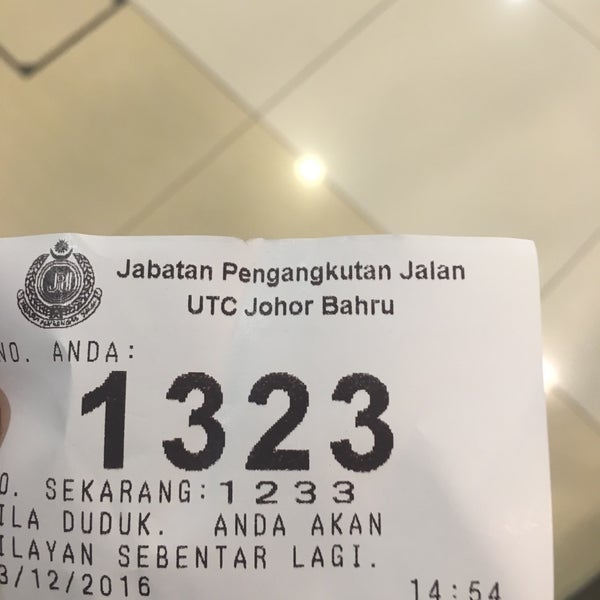 Jabatan Pengangkutan Jalan
UTC Johor Bahru
NO. ANDA:
1323
O. SEKARANG: 1233
ILA DUDUK. ANDA AKAN
ILAYAN SEBENTAR LAGI.
3/12/2016 14:54